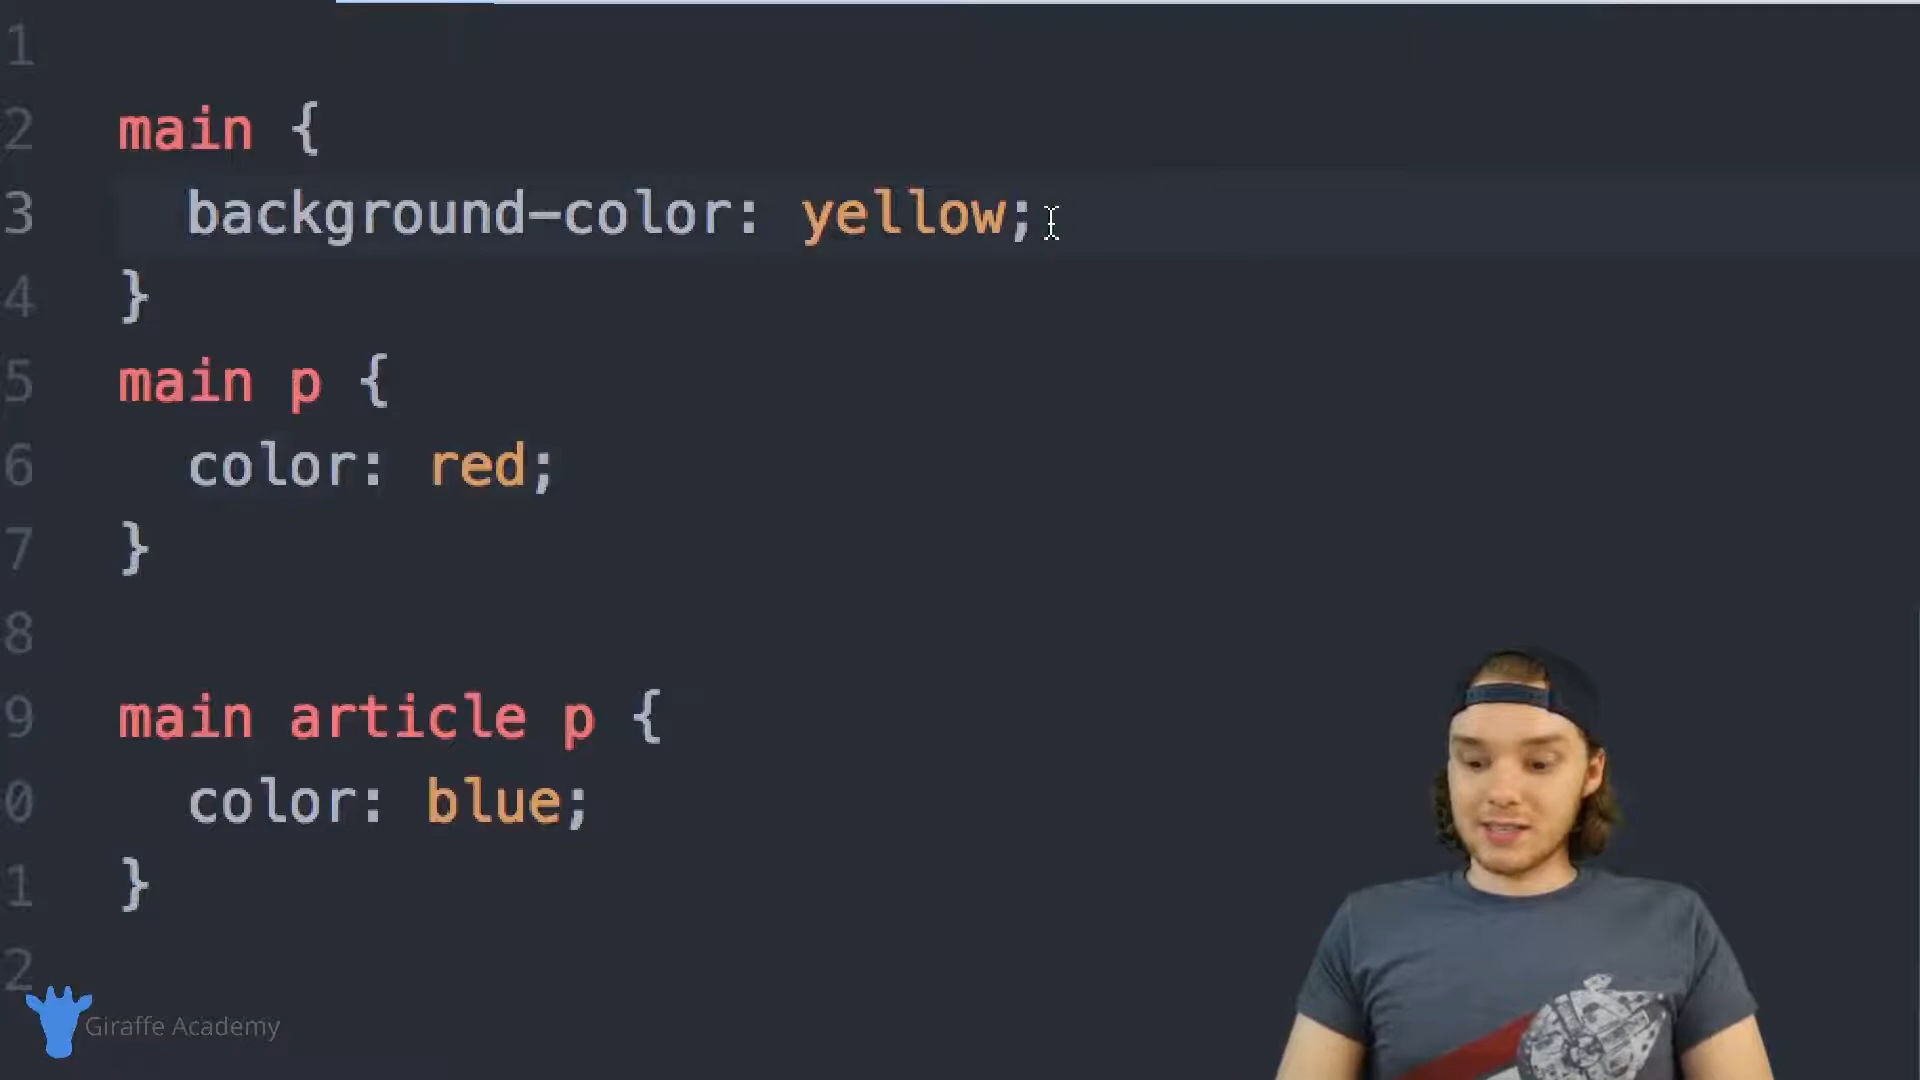 1
2 main {
3 background-color: yellow;
4 }
5 main p {
6 color: red;
7 }
8
9 main article p {
0 color: blue;
1 }
2
Giraffe Academy